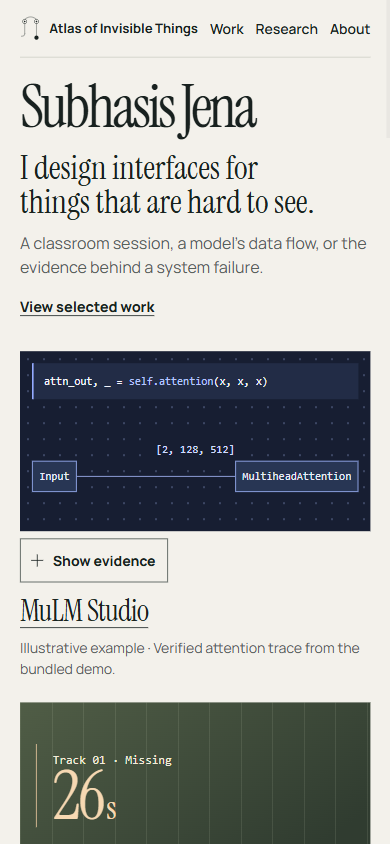 Atlas of Invisible Things Work Research About
Subhasis Jena
I design interfaces for
things that are hard to see.
A classroom session, a model's data flow, or the
evidence behind a system failure.
View selected work
attn_out, _ = self.attention(x, x, x)
[2, 128, 512]
Input MultiheadAttention
Show evidence
MuLM Studio
Illustrative example · Verified attention trace from the
bundled demo.
Track 01 · Missing
26s